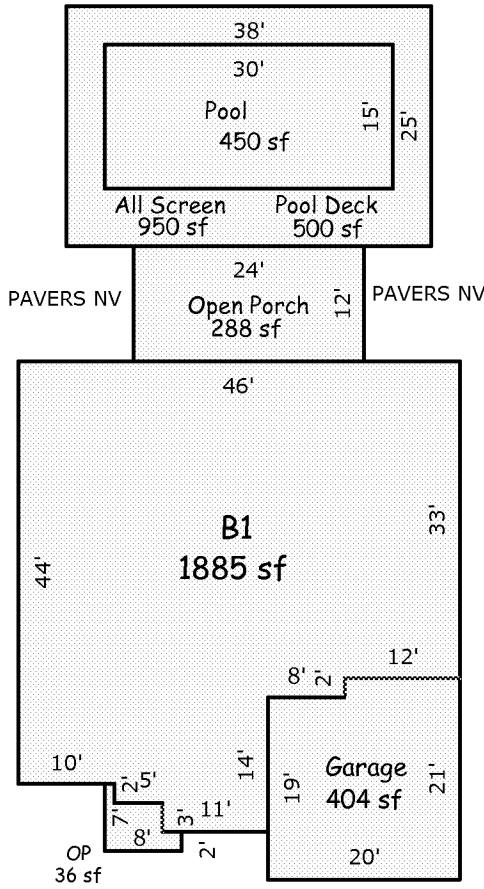 38'
30'
Pool
450 sf
15'
25'
All Screen
950 sf
Pool Deck
500 sf
24'
PAVERS NV
Open Porch
288 sf
12'
PAVERS NV
46'
B1
1885 sf
44'
33'
12'
8'
2'
10'
2'
5'
14'
19'
Garage
404 sf
21'
7'
8'
3'
11'
2'
20'
OP
36 sf